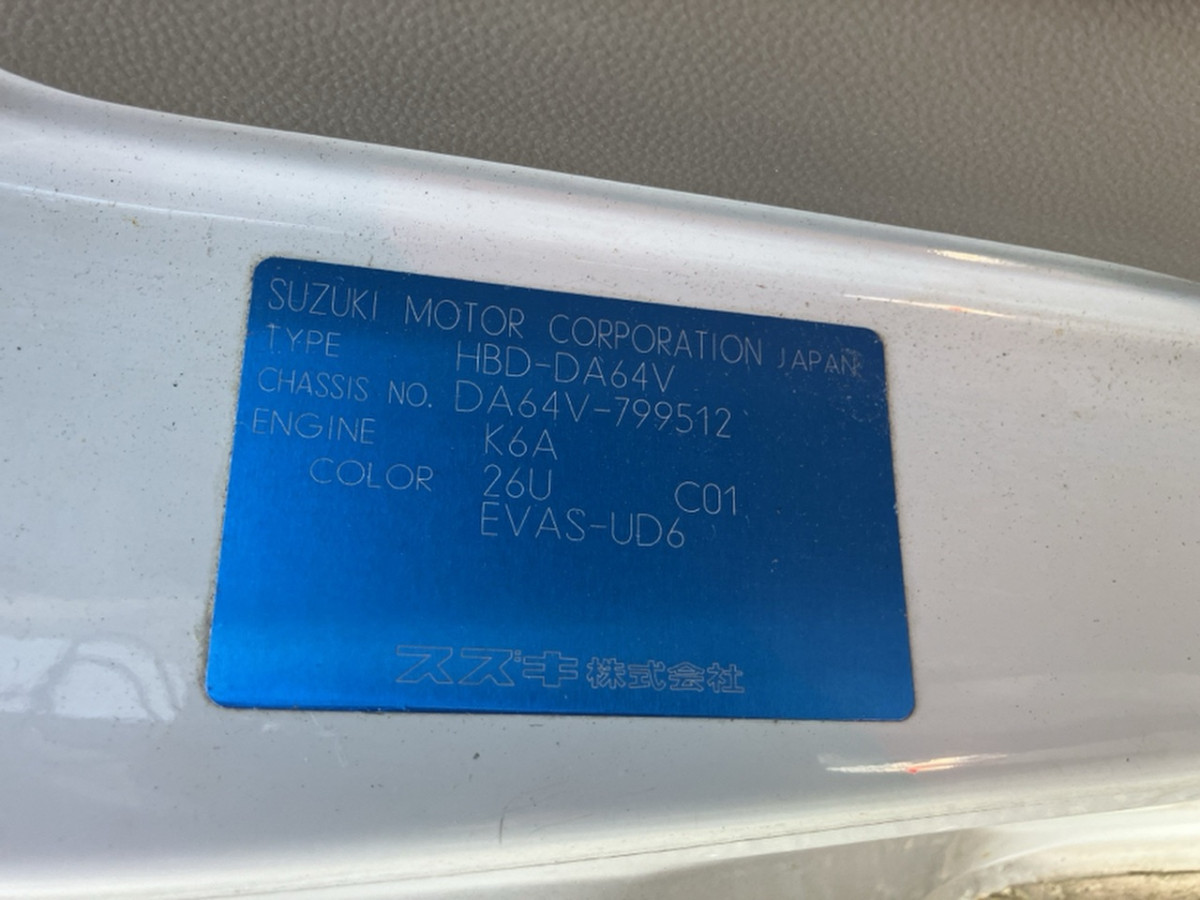 SUZUKI MOTOR CORPORATION JAPAN
TYPE HBD-DA64V
CHASSIS NO. DA64V-799512
ENGINE K6A
COLOR 26U C01
EVAS-UD6
スズキ株式会社